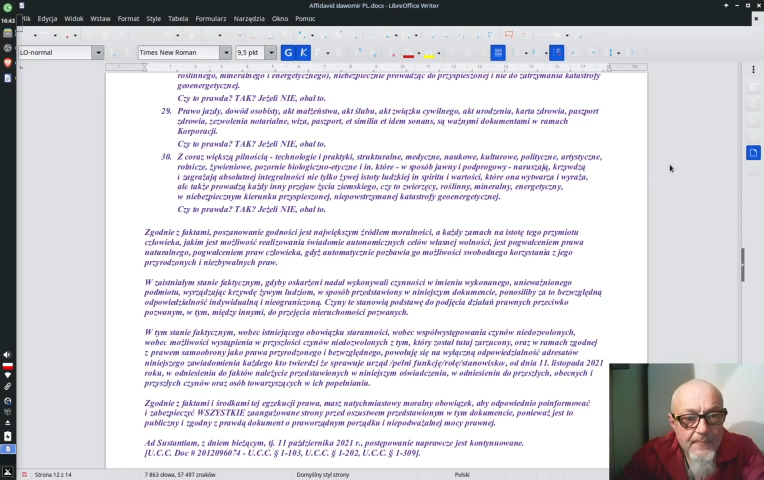 Affidavid sławomir PL.docx - LibreOffice Writer
16:43
Plik Edycja Widok Wstaw Format Style Tabela Formularz Narzędzia Okno Pomoc
LO-normal
Times New Roman
9,5 pkt
G K
roślinnego, mineralnego i energetycznego), niebezpiecznie prowadząc do przyspieszonej i nie do zatrzymania katastrofy
geoenergetycznej.
Czy to prawda? TAK? Jeżeli NIE, obal to.
29. Prawo jazdy, dowód osobisty, akt małżeństwa, akt ślubu, akt związku cywilnego, akt urodzenia, karta zdrowia, paszport
zdrowia, zezwolenia notarialne, wiza, paszport, et similia et idem sonans, są ważnymi dokumentami w ramach
Korporacji.
Czy to prawda? TAK? Jeżeli NIE, obal to.
30. Z coraz większą pilnością - technologie i praktyki, strukturalne, medyczne, naukowe, kulturowe, polityczne, artystyczne,
rolnicze, żywieniowe, pozornie biologiczno-etyczne i in. które - w sposób jawny i podprogowy - naruszają, krzywdzą
i zagrażają absolutnej integralności nie tylko żywej istoty ludzkiej in spiritu i wartości, które ona wytwarza i wyraża,
ale także prowadzą każdy inny przejaw życia ziemskiego, czy to zwierzęcy, roślinny, mineralny, energetyczny,
w niebezpiecznym kierunku przyspieszonej, niepowstrzymanej katastrofy geoenergetycznej.
Czy to prawda? TAK? Jeżeli NIE, obal to.
Zgodnie z faktami, poszanowanie godności jest największym źródłem moralności, a każdy zamach na istotę tego przymiotu
człowieka, jakim jest możliwość realizowania świadomie autonomicznych celów własnej wolności, jest pogwałceniem prawa
naturalnego, pogwałceniem praw człowieka, gdyż automatycznie pozbawia go możliwości swobodnego korzystania z jego
przyrodzonych i niezbywalnych praw.
W zaistniałym stanie faktycznym, gdyby oskarżeni nadal wykonywali czynności w imieniu wykonanego, unieważnionego
podmiotu, wyrządzając krzywdę żywym ludziom, w sposób przedstawiony w niniejszym dokumencie, ponosiliby za to bezwzględną
odpowiedzialność indywidualną i nieograniczoną. Czyny te stanowią podstawę do podjęcia działań prawnych przeciwko
pozwanym, w tym, między innymi, do przejęcia nieruchomości pozwanych.
W tym stanie faktycznym, wobec istniejącego obowiązku staranności, wobec współwystępowania czynów niedozwolonych,
wobec możliwości wystąpienia w przyszłości czynów niedozwolonych z tym, który został tutaj zarzucony, oraz w ramach zgodnej
z prawem samoobrony jako prawa przyrodzonego i bezwzględnego, powołuję się na wyłączną odpowiedzialność adresatów
niniejszego zawiadomienia każdego kto twierdzi że sprawuje urząd /pełni funkcję/rolę/stanowisko/, od dnia 11. listopada 2021
roku, w odniesieniu do faktów należycie przedstawionych w niniejszym oświadczeniu, w odniesieniu do przeszłych, obecnych i
przyszłych czynów oraz osób towarzyszących w ich popełnianiu.
Zgodnie z faktami i środkami tej egzekucji prawa, masz natychmiastowy moralny obowiązek, aby odpowiednio poinformować
i zabezpieczyć WSZYSTKIE zaangażowane strony przed oszustwem przedstawionym w tym dokumencie, ponieważ jest to
publiczny i zgodny z prawdą dokument o praworządnym porządku i niepodważalnej mocy prawnej.
Ad Sustantiam, z dniem bieżącym, tj. 11 października 2021 r., postępowanie naprawcze jest kontynuowane.
[U.C.C. Doc # 2012096074 - U.C.C. § 1-103, U.C.C. § 1-202, U.C.C. § 1-309].
Strona 12 z 14 7 863 słowa, 57 497 znaków Domyślny styl strony Polski